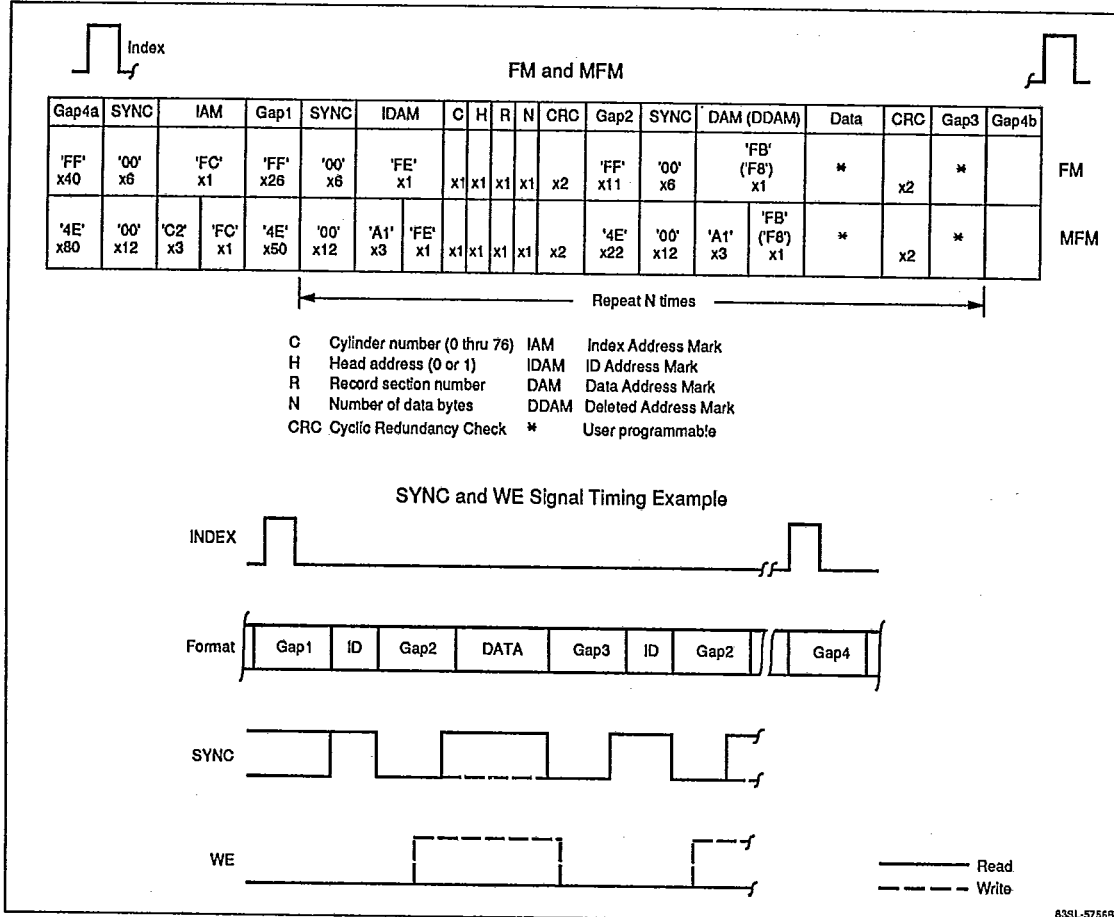 Index
FM and MFM
Gap4a SYNC IAM Gap1 SYNC IDAM C H R N CRC Gap2 SYNC DAM (DDAM) Data CRC Gap3 Gap4b
'FF' x40 '00' x6 'FC' x1 'FF' x26 '00' x6 'FE' x1 x1 x1 x1 x1 x2 'FF' x11 '00' x6 'FB' ('F8') x1 * x2 * FM
'4E' x80 '00' x12 'C2' x3 'FC' x1 '4E' x50 '00' x12 'A1' x3 'FE' x1 x1 x1 x1 x1 x2 '4E' x22 '00' x12 'A1' x3 'FB' ('F8') x1 * x2 * MFM
Repeat N times
C Cylinder number (0 thru 76) IAM Index Address Mark
H Head address (0 or 1) IDAM ID Address Mark
R Record section number DAM Data Address Mark
N Number of data bytes DDAM Deleted Address Mark
CRC Cyclic Redundancy Check * User programmable
SYNC and WE Signal Timing Example
INDEX
Format Gap1 ID Gap2 DATA Gap3 ID Gap2 Gap4
SYNC
WE
Read
Write